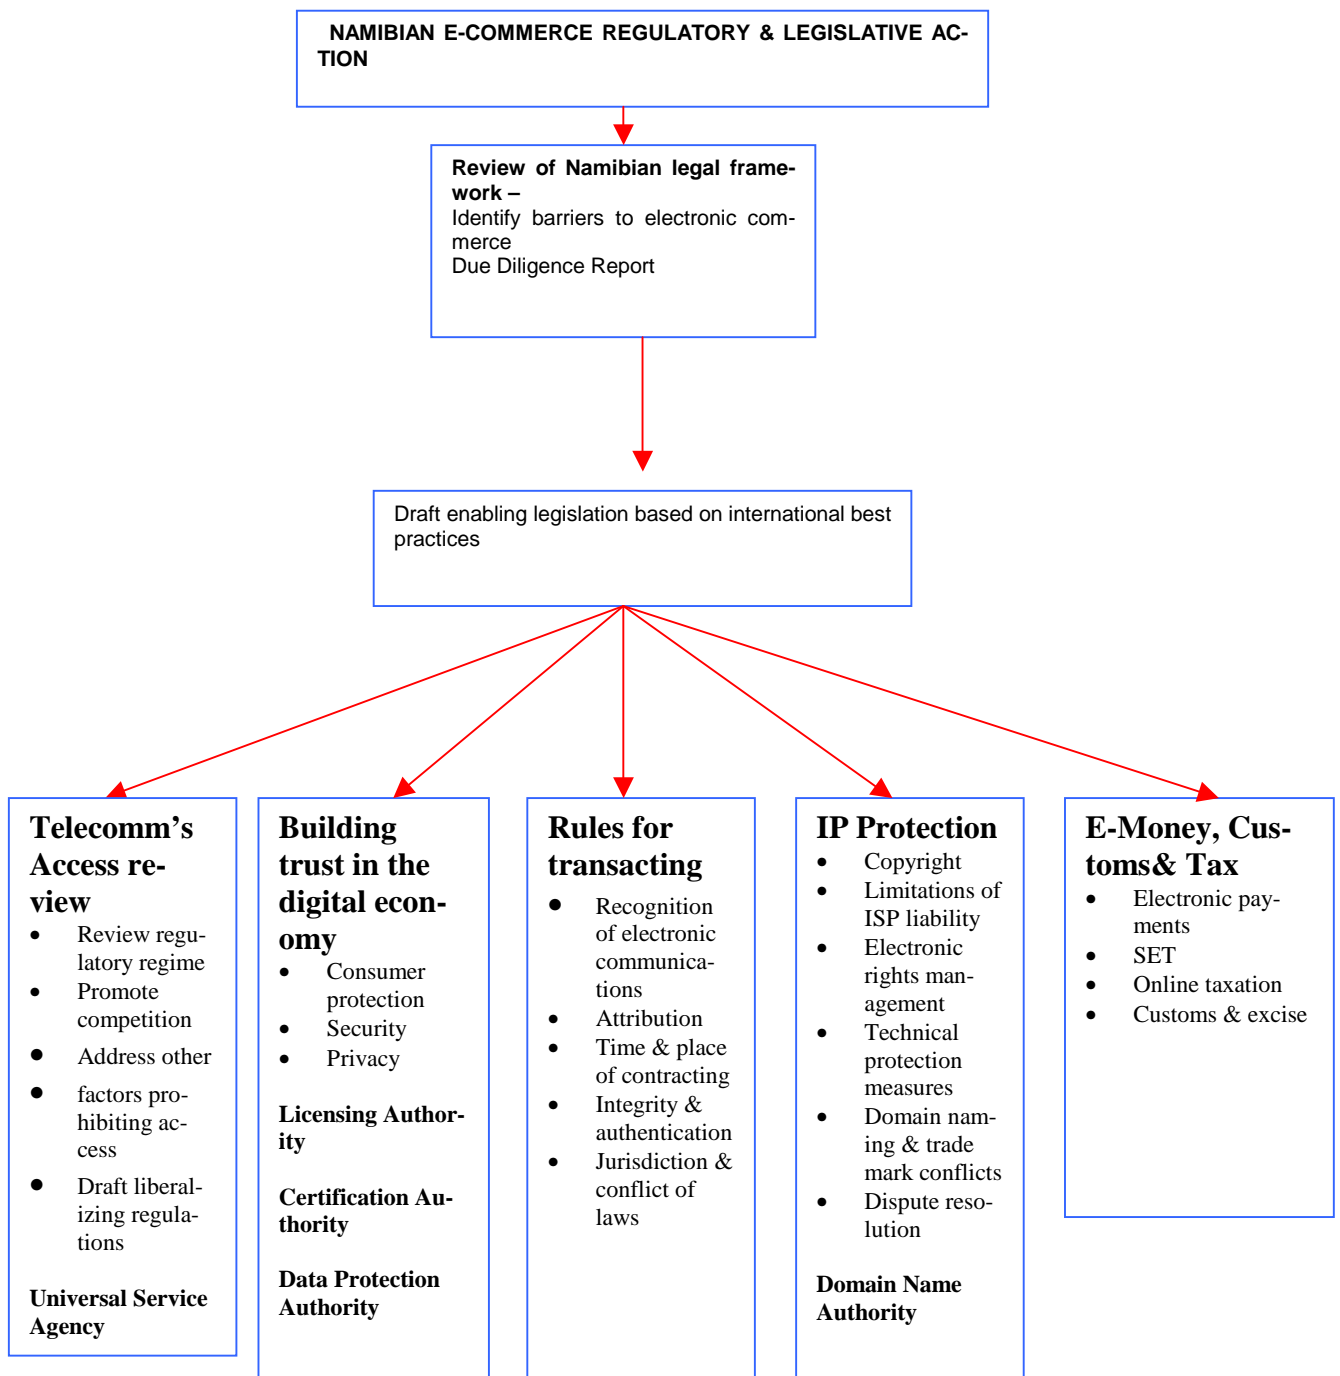 NAMIBIAN E-COMMERCE REGULATORY & LEGISLATIVE AC-
TION
Review of Namibian legal frame-
work –
Identify barriers to electronic com-
merce
Due Diligence Report
Draft enabling legislation based on international best
practices
Telecomm's
Access re-
view
• Review regu-
latory regime
• Promote
competition
• Address other
• factors pro-
hibiting ac-
cess
• Draft liberal-
izing regula-
tions
Universal Service
Agency
Building
trust in the
digital econ-
omy
• Consumer
protection
• Security
• Privacy
Licensing Author-
ity
Certification Au-
thority
Data Protection
Authority
Rules for
transacting
• Recognition
of electronic
communica-
tions
• Attribution
• Time & place
of contracting
• Integrity &
authentication
• Jurisdiction &
conflict of
laws
IP Protection
• Copyright
• Limitations of
ISP liability
• Electronic
rights man-
agement
• Technical
protection
measures
• Domain nam-
ing & trade
mark conflicts
• Dispute reso-
lution
Domain Name
Authority
E-Money, Cus-
toms& Tax
• Electronic pay-
ments
• SET
• Online taxation
• Customs & excise